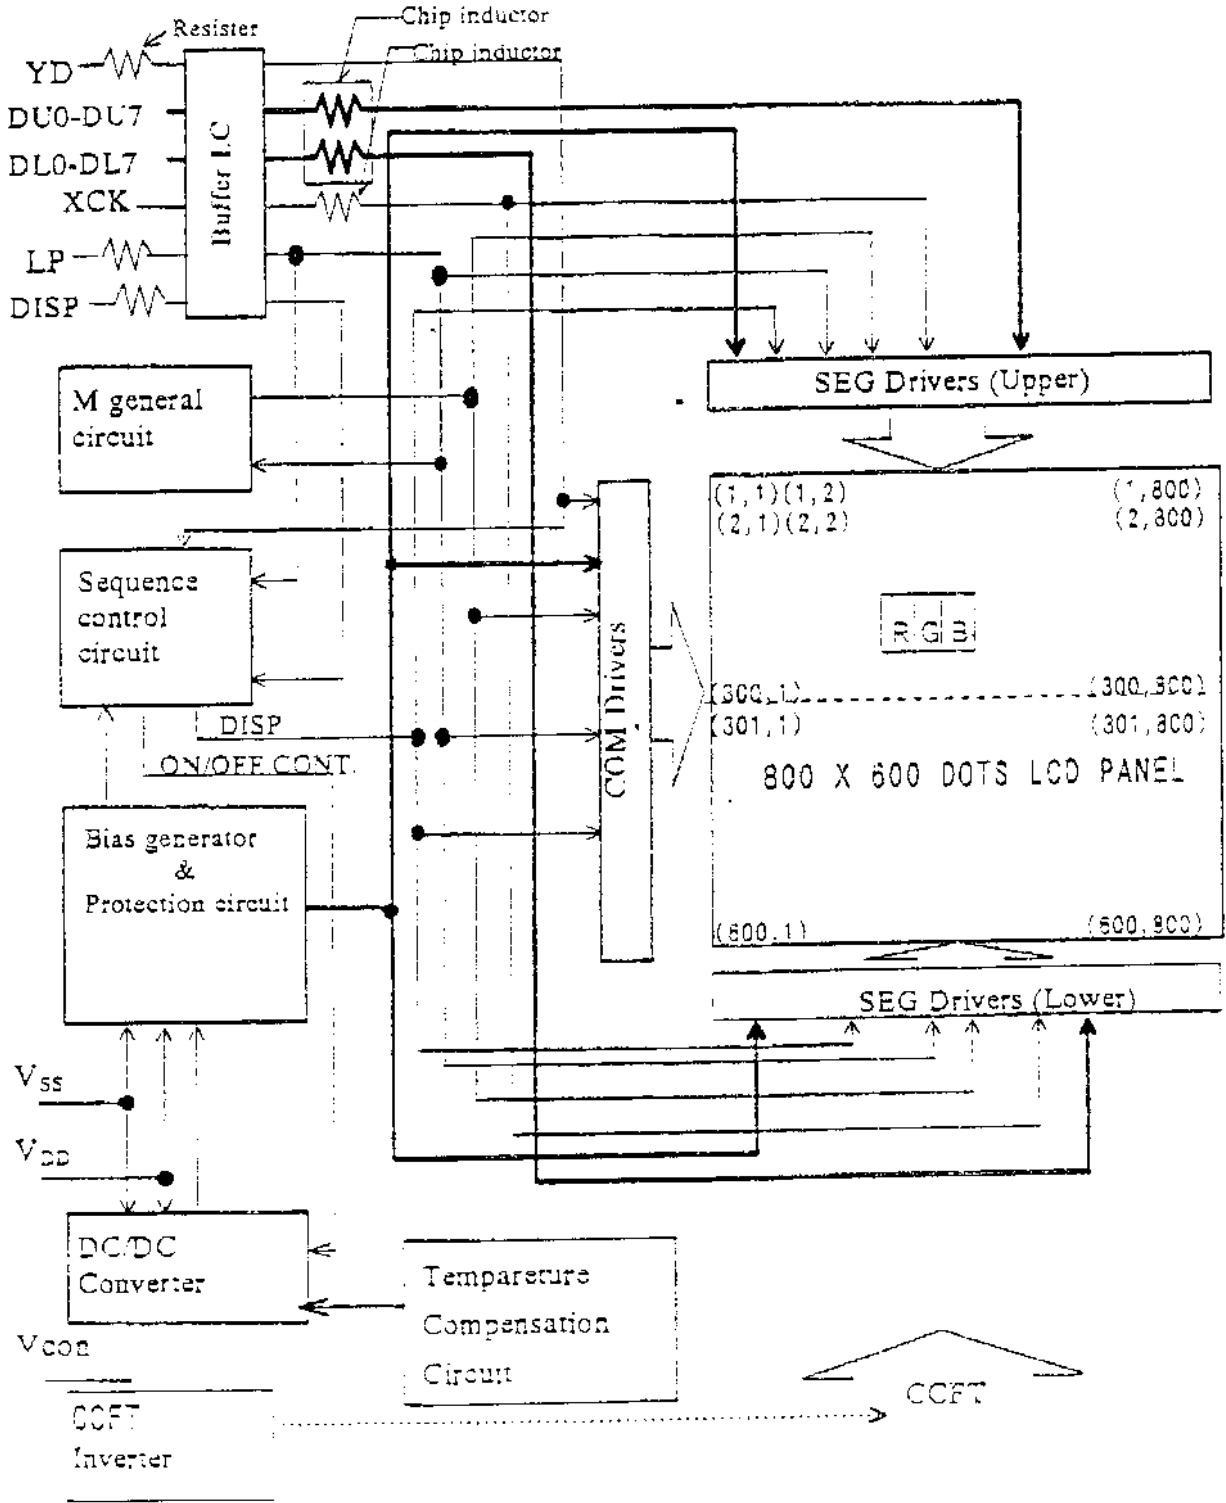 Chip inductor
Resister
Chip inductor
YD
DU0-DU7
DL0-DL7
XCK
LP
DISP
Buffer I.C
SEG Drivers (Upper)
M general
circuit
(1,1)(1,2)
(1,800)
(2,1)(2,2)
(2,800)
Sequence
control
circuit
R G B
COM Drivers
(300,1)
(300,800)
(301,1)
(301,800)
DISP
ON/OFF CONT.
800 X 600 DOTS LCD PANEL
Bias generator
&
Protection circuit
(600,1)
(600,800)
SEG Drivers (Lower)
VSS
VDD
DC/DC
Converter
Tempareture
Compensation
Circuit
Vcon
CCFT
CCFT
Inverter